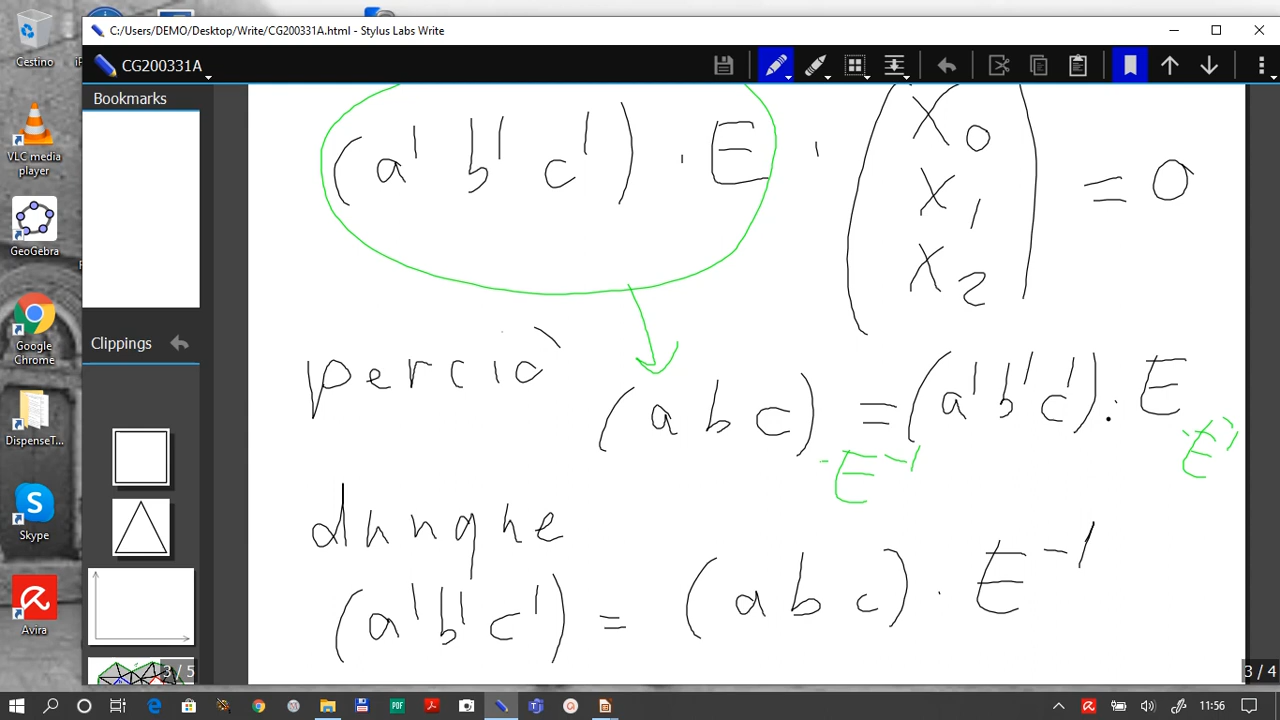 C:/Users/DEMO/Desktop/Write/CG200331A.html - Stylus Labs Write
CG200331A
Bookmarks
Clippings
Cestino
VLC media
player
GeoGebra
Google
Chrome
DispenseT...
Skype
Avira
(a' b' c') · E · (x0 x1 x2) = 0
perciò (a b c) = (a' b' c') · E
·E⁻¹ ·E⁻¹
dunque
(a' b' c') = (a b c) · E⁻¹
3 / 5
3 / 4
11:56